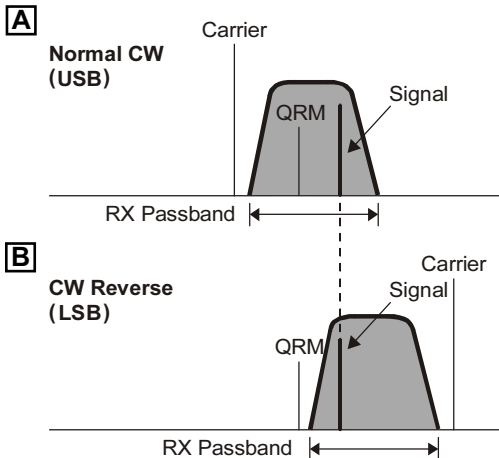 A
Carrier
Normal CW
(USB)
Signal
QRM
RX Passband
B
Carrier
CW Reverse
(LSB)
Signal
QRM
RX Passband